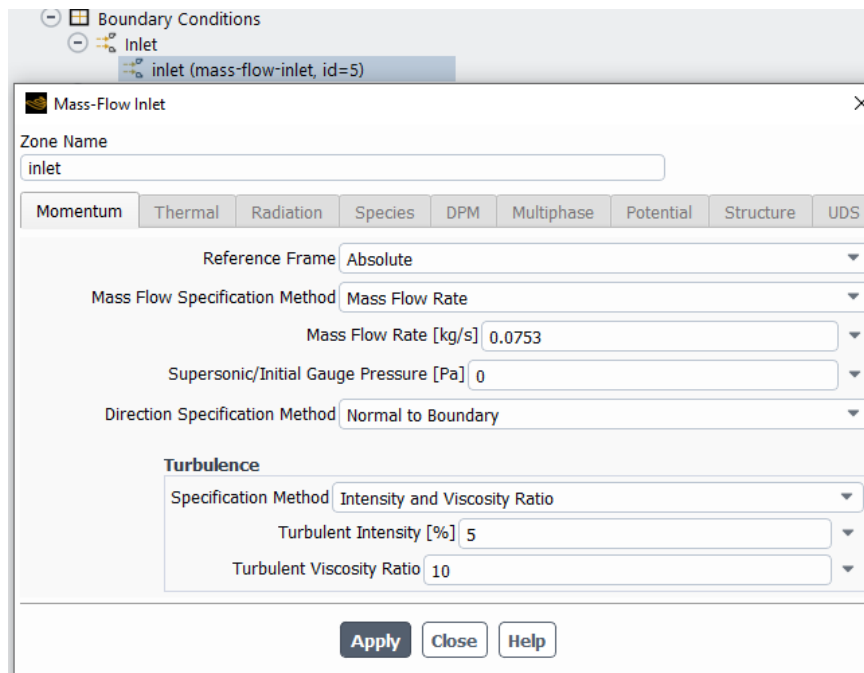 Boundary Conditions
Inlet
inlet (mass-flow-inlet, id=5)
Mass-Flow Inlet
Zone Name
inlet
Momentum Thermal Radiation Species DPM Multiphase Potential Structure UDS
Reference Frame Absolute
Mass Flow Specification Method Mass Flow Rate
Mass Flow Rate [kg/s] 0.0753
Supersonic/Initial Gauge Pressure [Pa] 0
Direction Specification Method Normal to Boundary
Turbulence
Specification Method Intensity and Viscosity Ratio
Turbulent Intensity [%] 5
Turbulent Viscosity Ratio 10
Apply Close Help